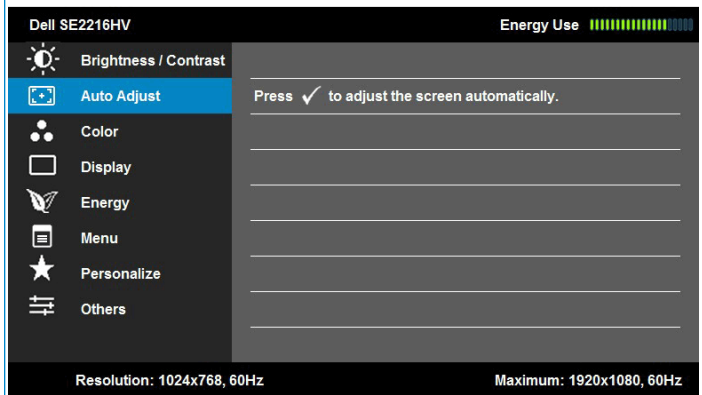 Dell SE2216HV Energy Use
Brightness / Contrast
Auto Adjust Press ✓ to adjust the screen automatically.
Color
Display
Energy
Menu
Personalize
Others
Resolution: 1024x768, 60Hz Maximum: 1920x1080, 60Hz